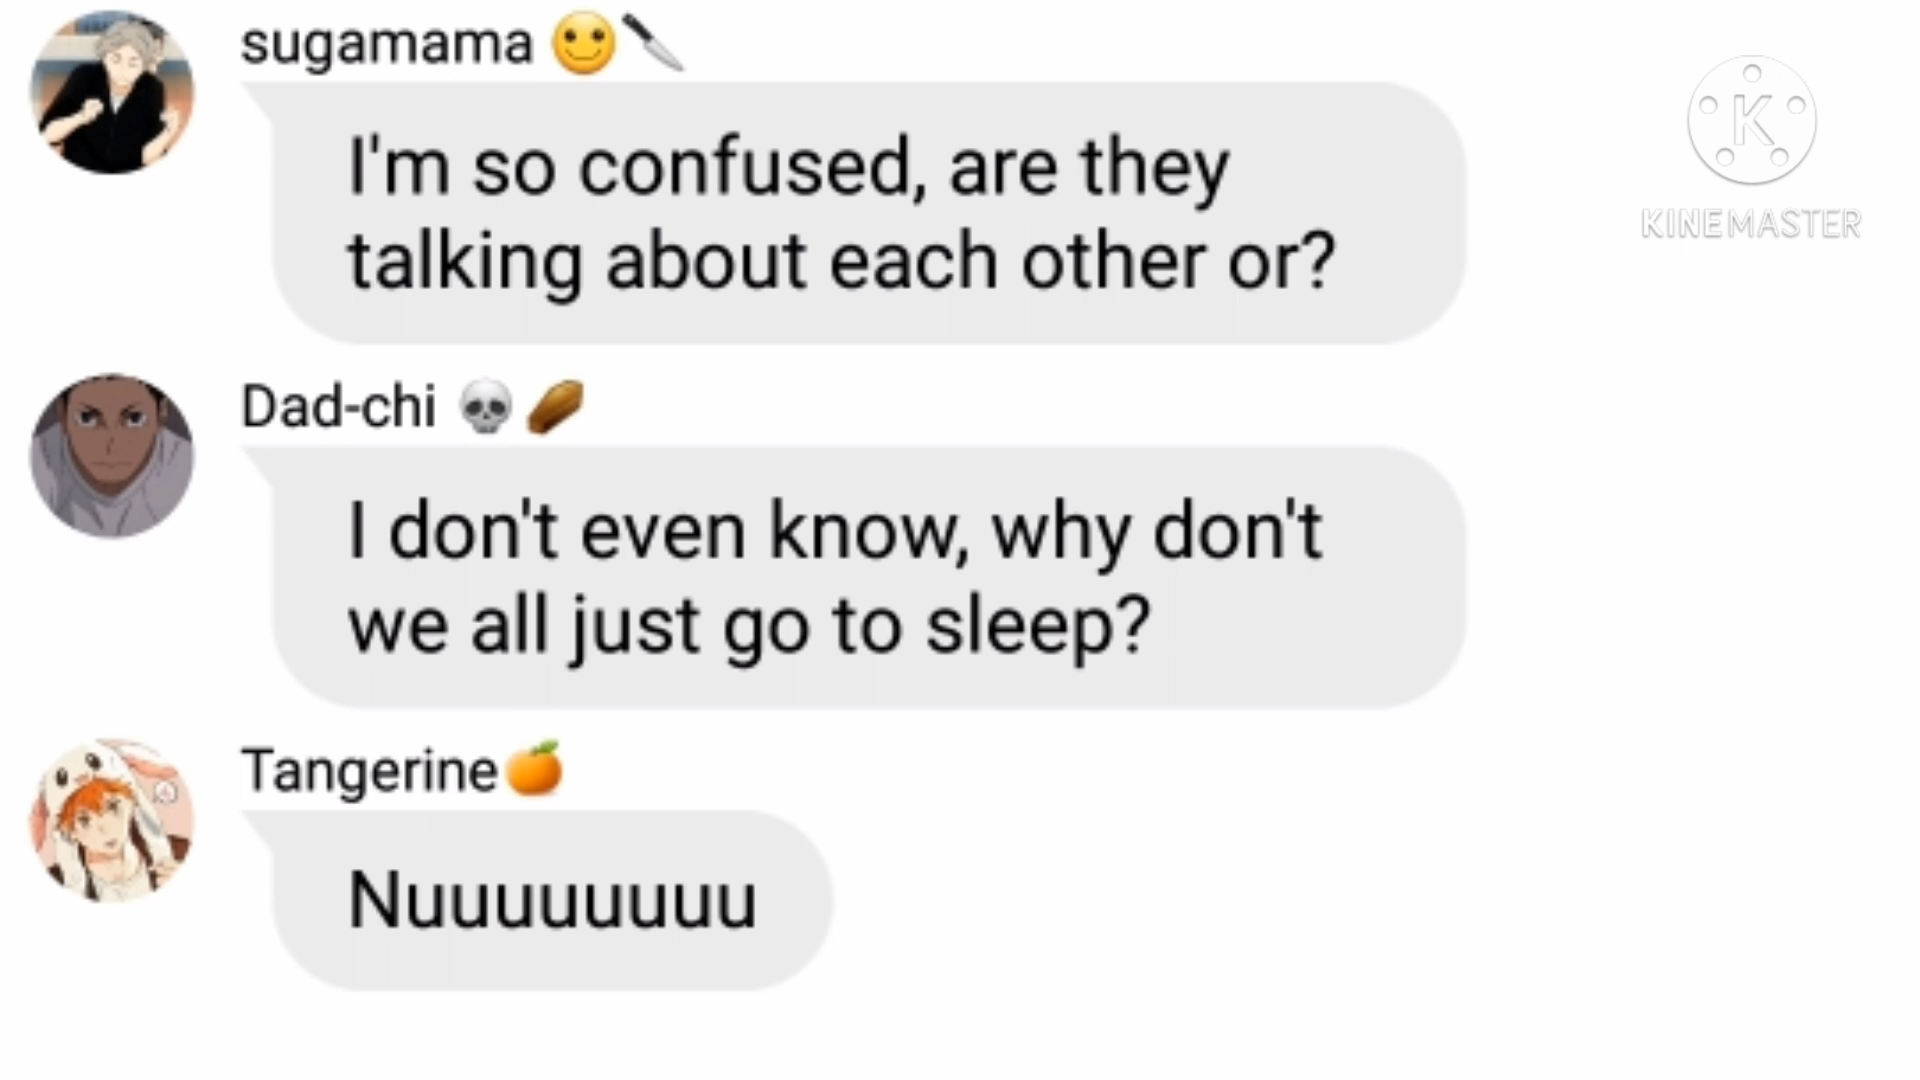 sugamama 🙂🔪
I'm so confused, are they
talking about each other or?
K
KINEMASTER
Dad-chi 💀⚰️
I don't even know, why don't
we all just go to sleep?
Tangerine🍊
Nuuuuuuuu